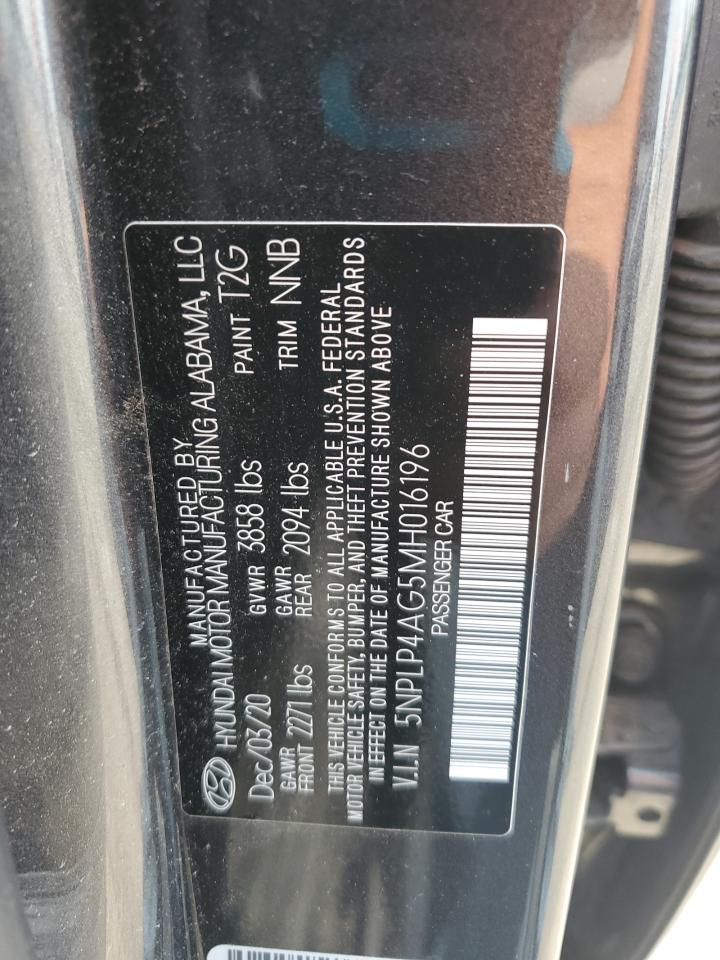 MANUFACTURED BY
HYUNDAI MOTOR MANUFACTURING ALABAMA, LLC
Dec/03/20 GVWR 3858 lbs PAINT T2G
GAWR FRONT 2271 lbs GAWR REAR 2094 lbs TRIM NNB
THIS VEHICLE CONFORMS TO ALL APPLICABLE U.S.A. FEDERAL
MOTOR VEHICLE SAFETY, BUMPER, AND THEFT PREVENTION STANDARDS
IN EFFECT ON THE DATE OF MANUFACTURE SHOWN ABOVE
V.I.N 5NPLP4AG5MH016196
PASSENGER CAR